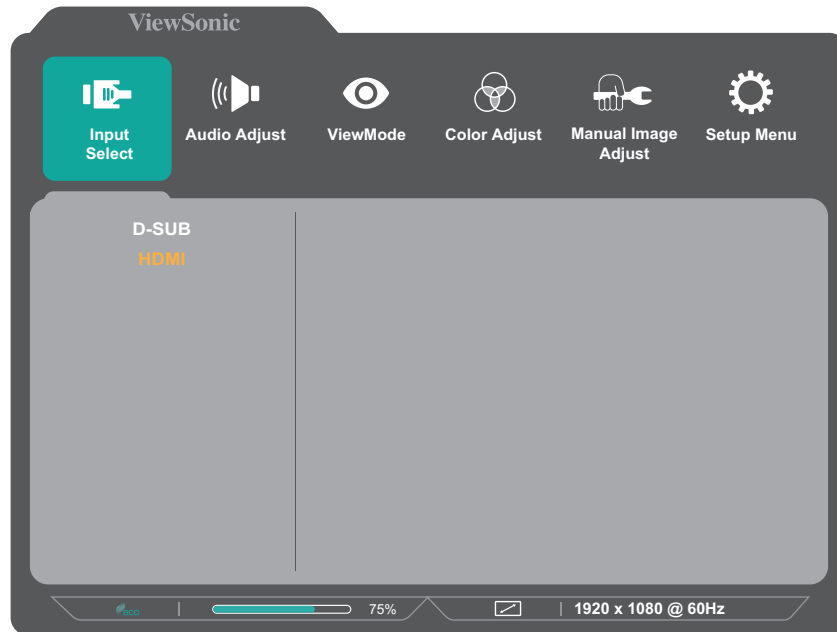 ViewSonic
Input
Select
Audio Adjust
ViewMode
Color Adjust
Manual Image
Adjust
Setup Menu
D-SUB
HDMI
ECO
75%
1920 x 1080 @ 60Hz